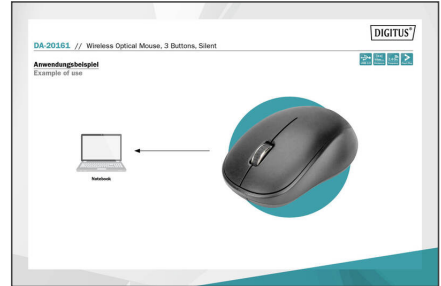 DIGITUS®
DA-20161 // Wireless Optical Mouse, 3 Buttons, Silent
Anwendungsbeispiel
Example of use
Notebook